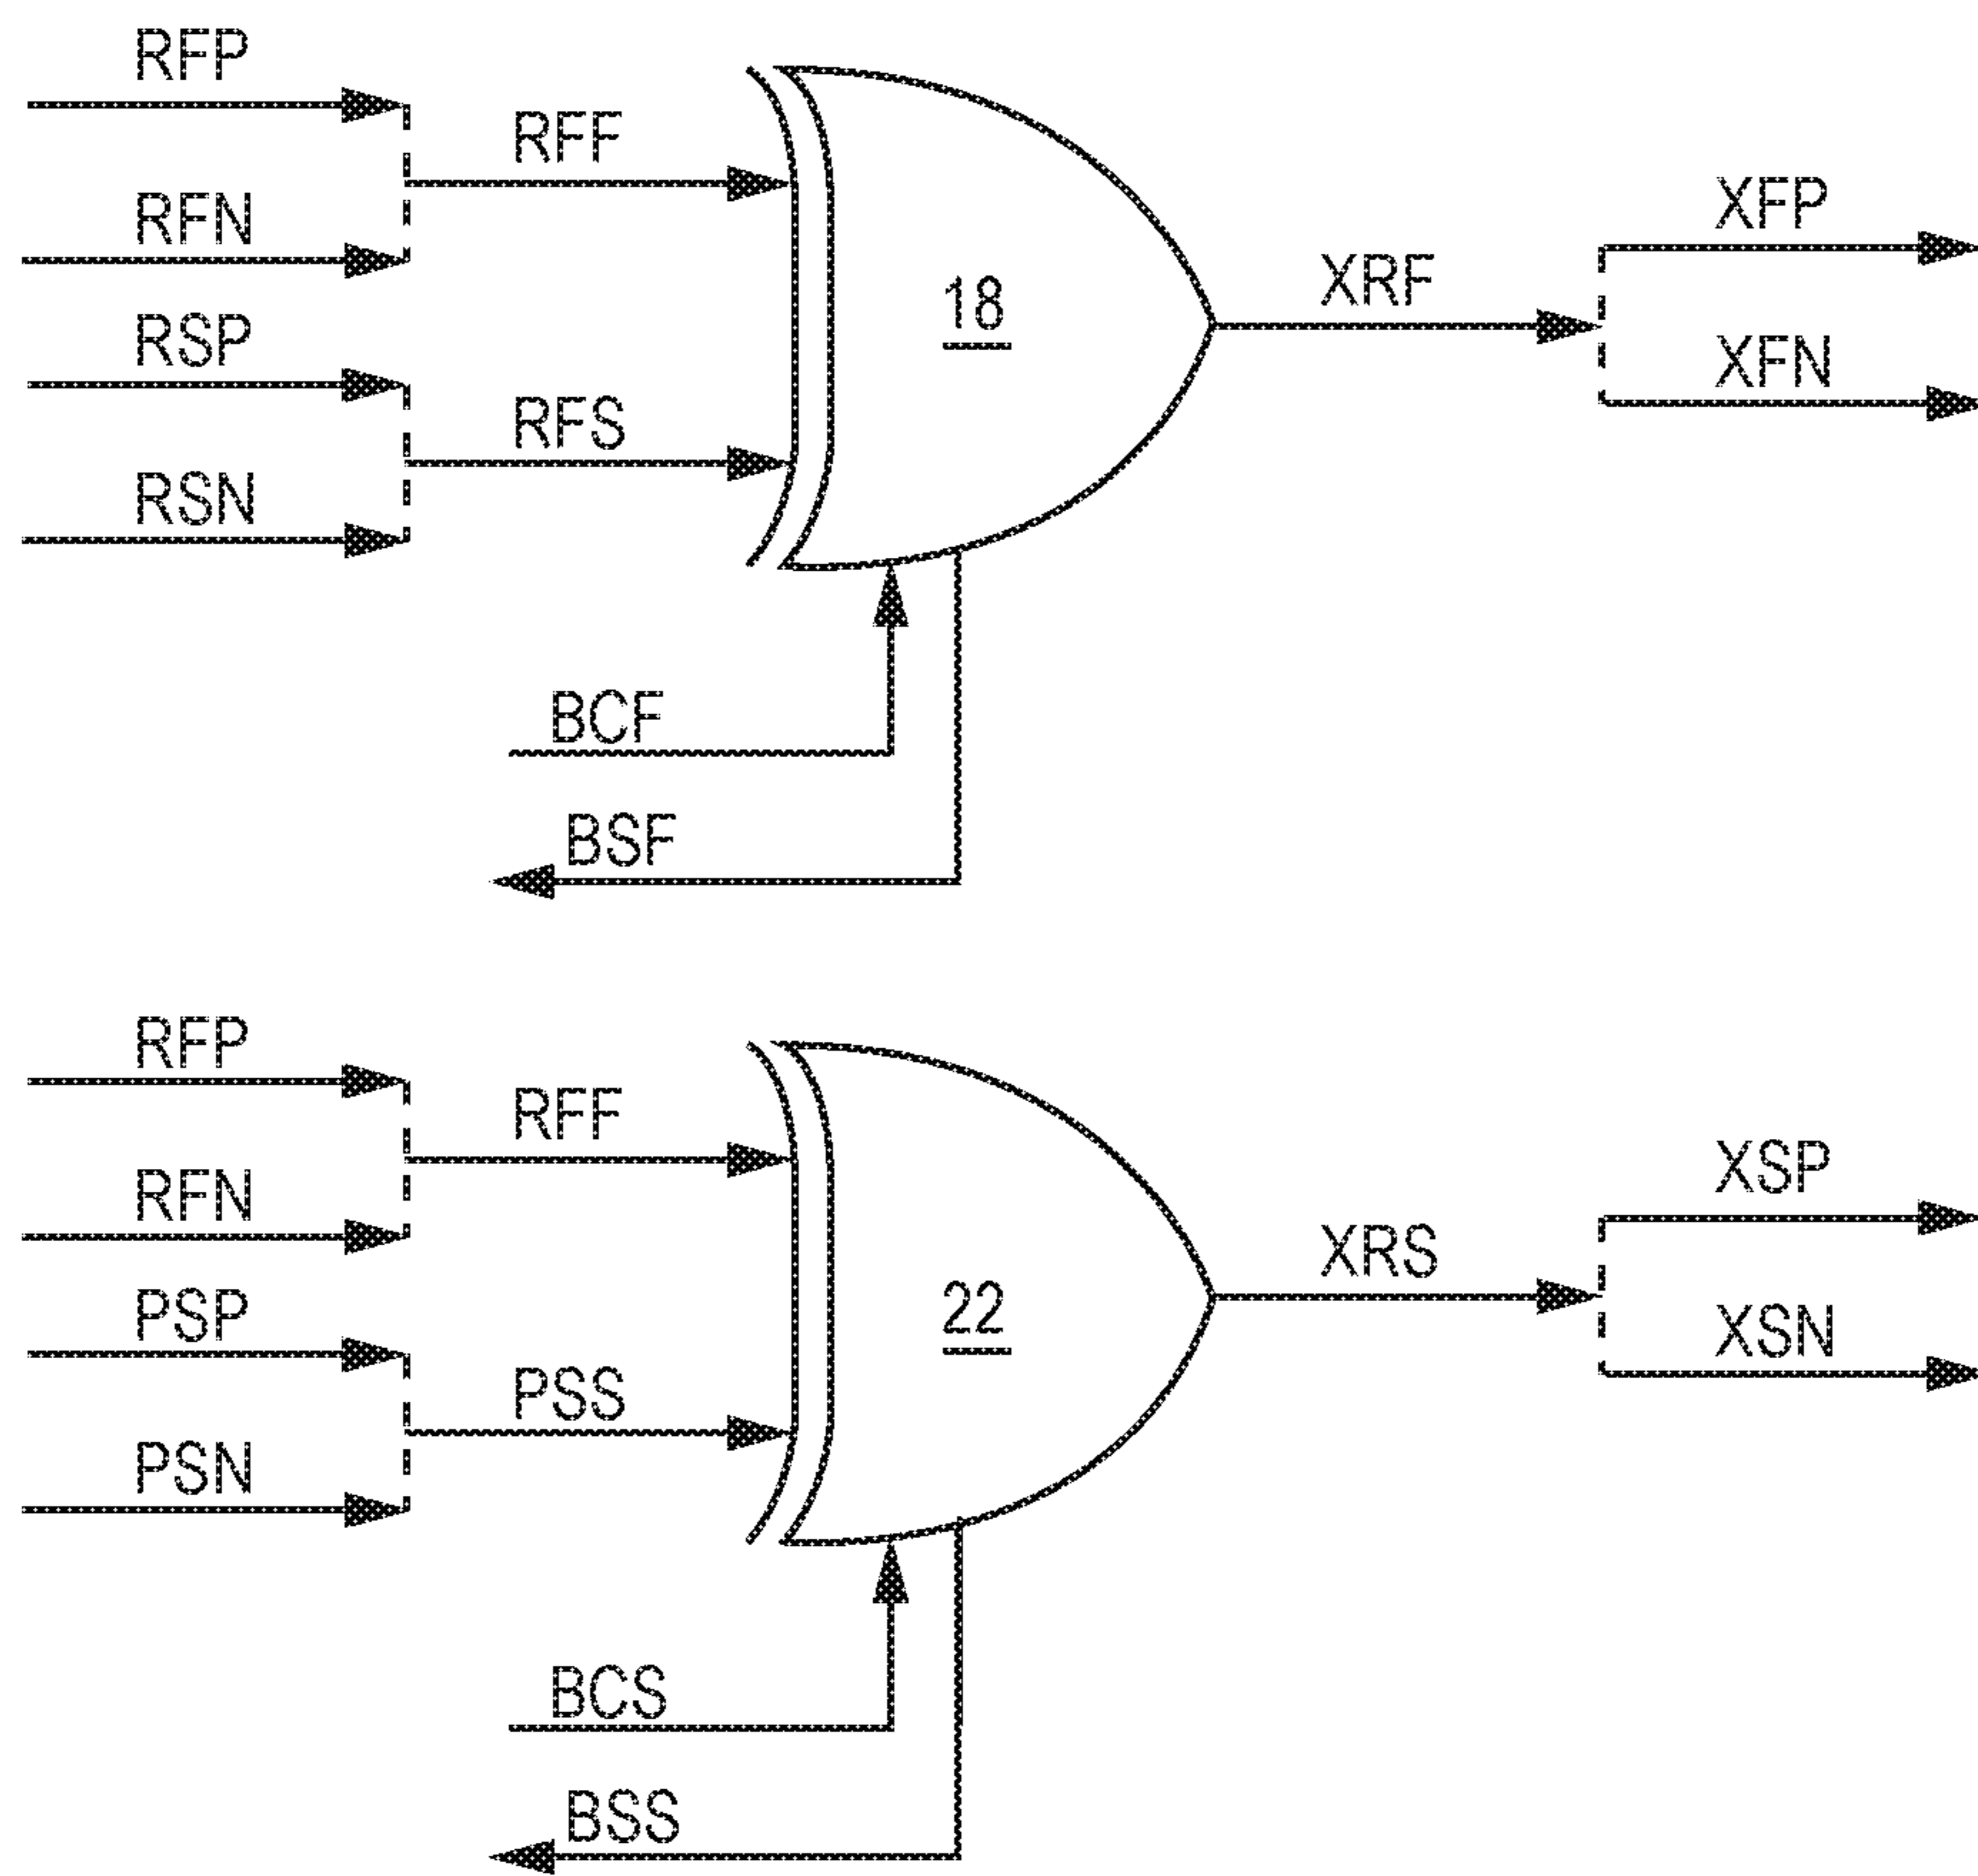 RFP
RFF
RFN
XFP
XRF
18
RSP
XFN
RFS
RSN
BCF
BSF
RFP
RFF
RFN
XSP
XRS
PSP
22
XSN
PSS
PSN
BCS
BSS